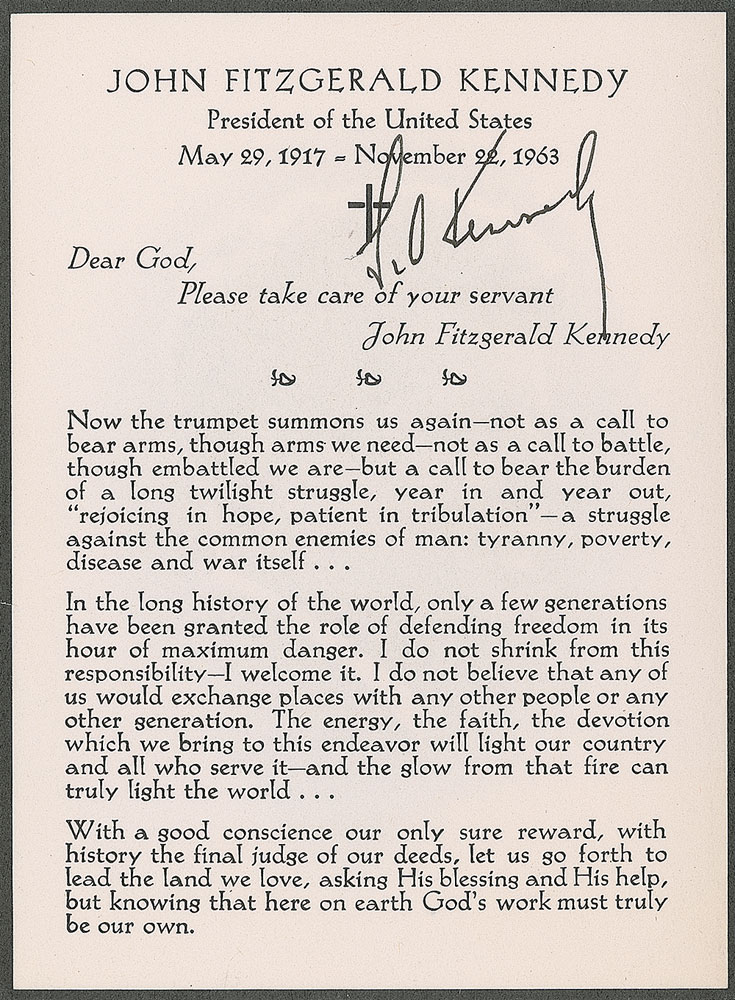 JOHN FITZGERALD KENNEDY
President of the United States
May 29, 1917 = November 22, 1963
Dear God,
Please take care of your servant
John Fitzgerald Kennedy
Now the trumpet summons us again—not as a call to
bear arms, though arms we need—not as a call to battle,
though embattled we are—but a call to bear the burden
of a long twilight struggle, year in and year out,
“rejoicing in hope, patient in tribulation”—a struggle
against the common enemies of man: tyranny, poverty,
disease and war itself . . .
In the long history of the world, only a few generations
have been granted the role of defending freedom in its
hour of maximum danger. I do not shrink from this
responsibility—I welcome it. I do not believe that any of
us would exchange places with any other people or any
other generation. The energy, the faith, the devotion
which we bring to this endeavor will light our country
and all who serve it—and the glow from that fire can
truly light the world . . .
With a good conscience our only sure reward, with
history the final judge of our deeds, let us go forth to
lead the land we love, asking His blessing and His help,
but knowing that here on earth God's work must truly
be our own.